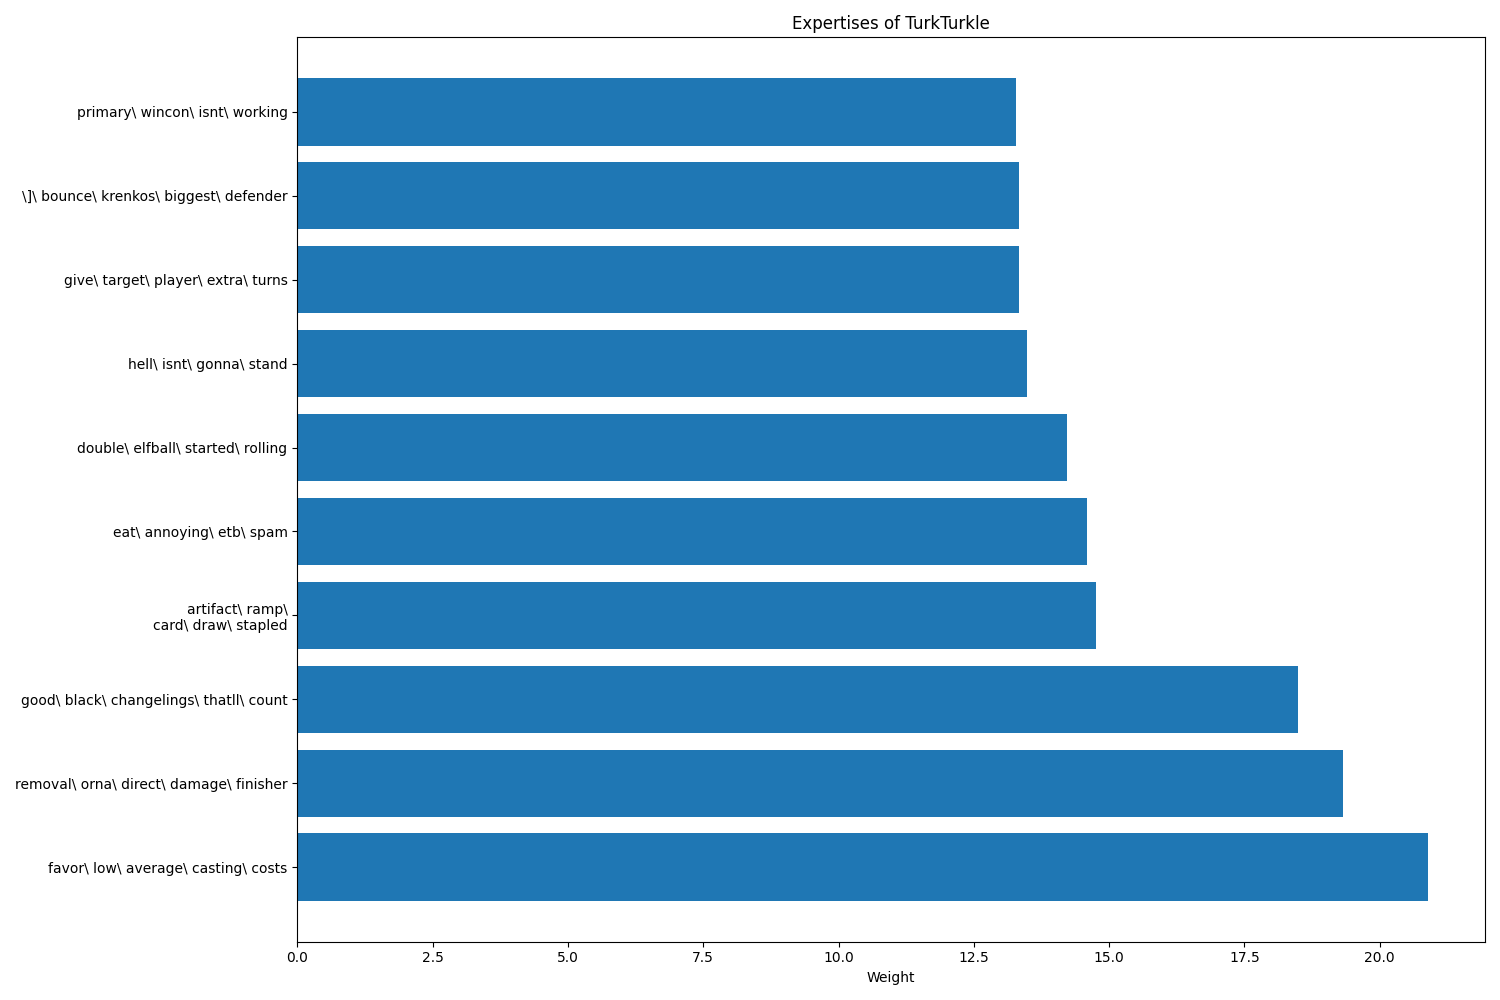 Expertises of TurkTurkle
primary\ wincon\ isnt\ working
\]\ bounce\ krenkos\ biggest\ defender
give\ target\ player\ extra\ turns
hell\ isnt\ gonna\ stand
double\ elfball\ started\ rolling
eat\ annoying\ etb\ spam
artifact\ ramp\
card\ draw\ stapled
good\ black\ changelings\ thatll\ count
removal\ orna\ direct\ damage\ finisher
favor\ low\ average\ casting\ costs
0.0 2.5 5.0 7.5 10.0 12.5 15.0 17.5 20.0
Weight